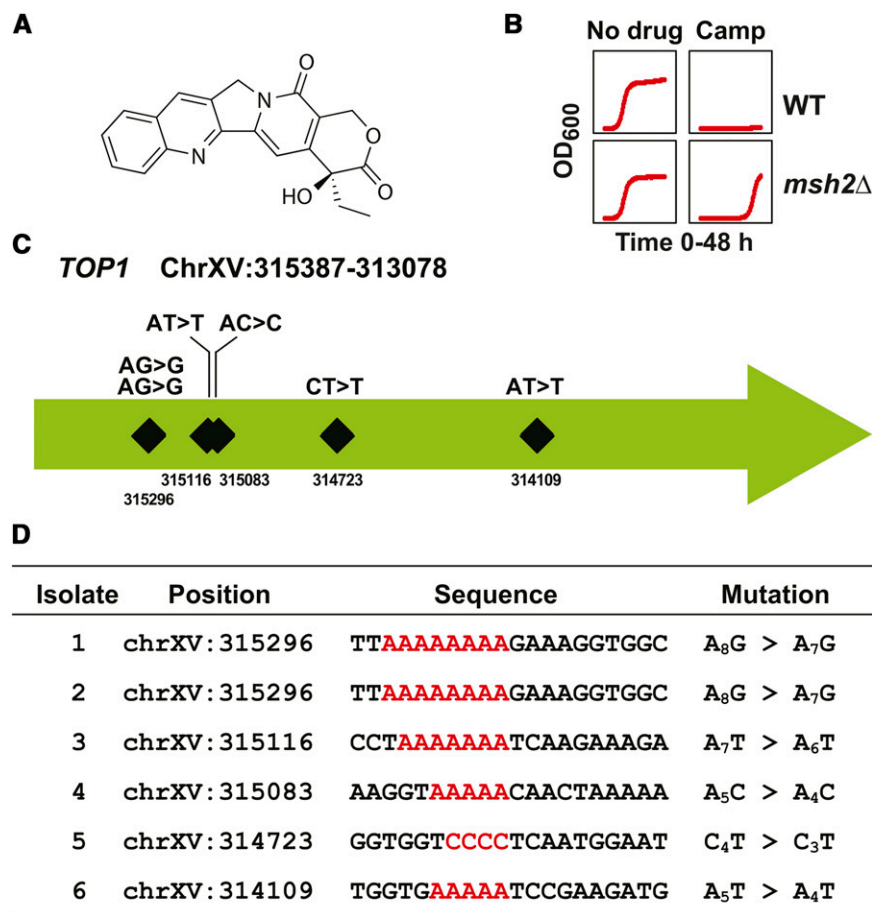 A
O
N
N
O
O
HO
B
No drug Camp
WT
msh2Δ
OD600
Time 0-48 h
C
TOP1 ChrXV:315387-313078
AT>T AC>C
AG>G
AG>G
CT>T
AT>T
315116 315083
315296
314723
314109
D
Isolate Position Sequence Mutation
1 chrXV:315296 TTAAAAAAAAGAAAGGTGGC A₈G > A₇G
2 chrXV:315296 TTAAAAAAAAGAAAGGTGGC A₈G > A₇G
3 chrXV:315116 CCTAAAAAAATCAAGAAAGA A₇T > A₆T
4 chrXV:315083 AAGGTAAAAACAACTAAAAA A₅C > A₄C
5 chrXV:314723 GGTGGTCCCCTCAATGGAAT C₄T > C₃T
6 chrXV:314109 TGGTGAAAAATCCGAAGATG A₅T > A₄T